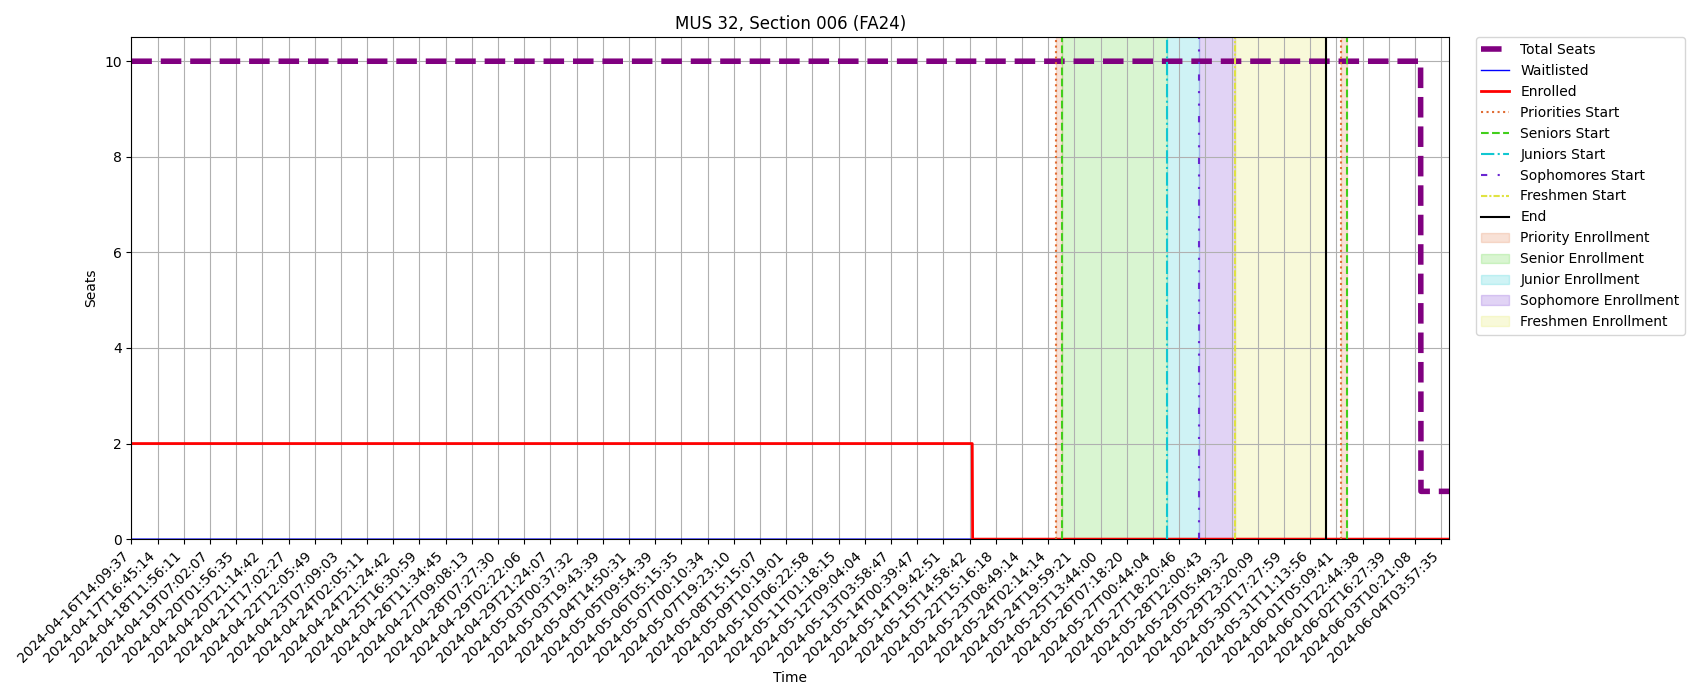 MUS 32, Section 006 (FA24)
Seats
10
8
6
4
2
0
2024-04-16T14:09:37
2024-04-17T16:45:14
2024-04-18T11:56:11
2024-04-19T07:02:07
2024-04-20T01:56:35
2024-04-20T21:14:42
2024-04-21T17:02:27
2024-04-22T12:05:49
2024-04-23T07:09:03
2024-04-24T02:05:11
2024-04-24T21:24:42
2024-04-25T16:30:59
2024-04-26T11:34:45
2024-04-27T09:08:13
2024-04-28T07:27:30
2024-04-29T02:22:06
2024-04-29T21:24:07
2024-05-03T00:37:32
2024-05-03T19:43:39
2024-05-04T14:50:31
2024-05-05T09:54:39
2024-05-06T05:15:35
2024-05-07T00:10:34
2024-05-07T19:23:10
2024-05-08T15:15:07
2024-05-09T10:19:01
2024-05-10T06:22:58
2024-05-11T01:18:15
2024-05-12T09:04:04
2024-05-13T03:58:47
2024-05-14T00:39:47
2024-05-14T19:42:51
2024-05-15T14:58:42
2024-05-22T15:16:18
2024-05-23T08:49:14
2024-05-24T02:14:14
2024-05-24T19:59:21
2024-05-25T13:44:00
2024-05-26T07:18:20
2024-05-27T00:44:04
2024-05-27T18:20:46
2024-05-28T12:00:43
2024-05-29T05:49:32
2024-05-29T23:20:09
2024-05-30T17:27:59
2024-05-31T11:13:56
2024-06-01T05:09:41
2024-06-01T22:44:38
2024-06-02T16:27:39
2024-06-03T10:21:08
2024-06-04T03:57:35
Time
Total Seats
Waitlisted
Enrolled
Priorities Start
Seniors Start
Juniors Start
Sophomores Start
Freshmen Start
End
Priority Enrollment
Senior Enrollment
Junior Enrollment
Sophomore Enrollment
Freshmen Enrollment